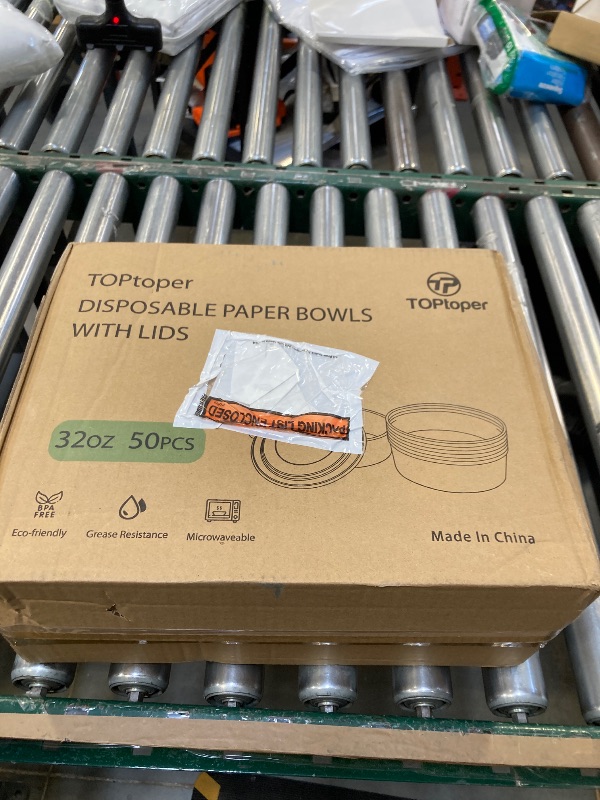 TOPtoper
DISPOSABLE PAPER BOWLS
WITH LIDS
TP
TOPtoper
PACKING LIST ENCLOSED
32OZ 50PCS
BPA
FREE
Eco-friendly
Grease Resistance
Microwaveable
Made In China